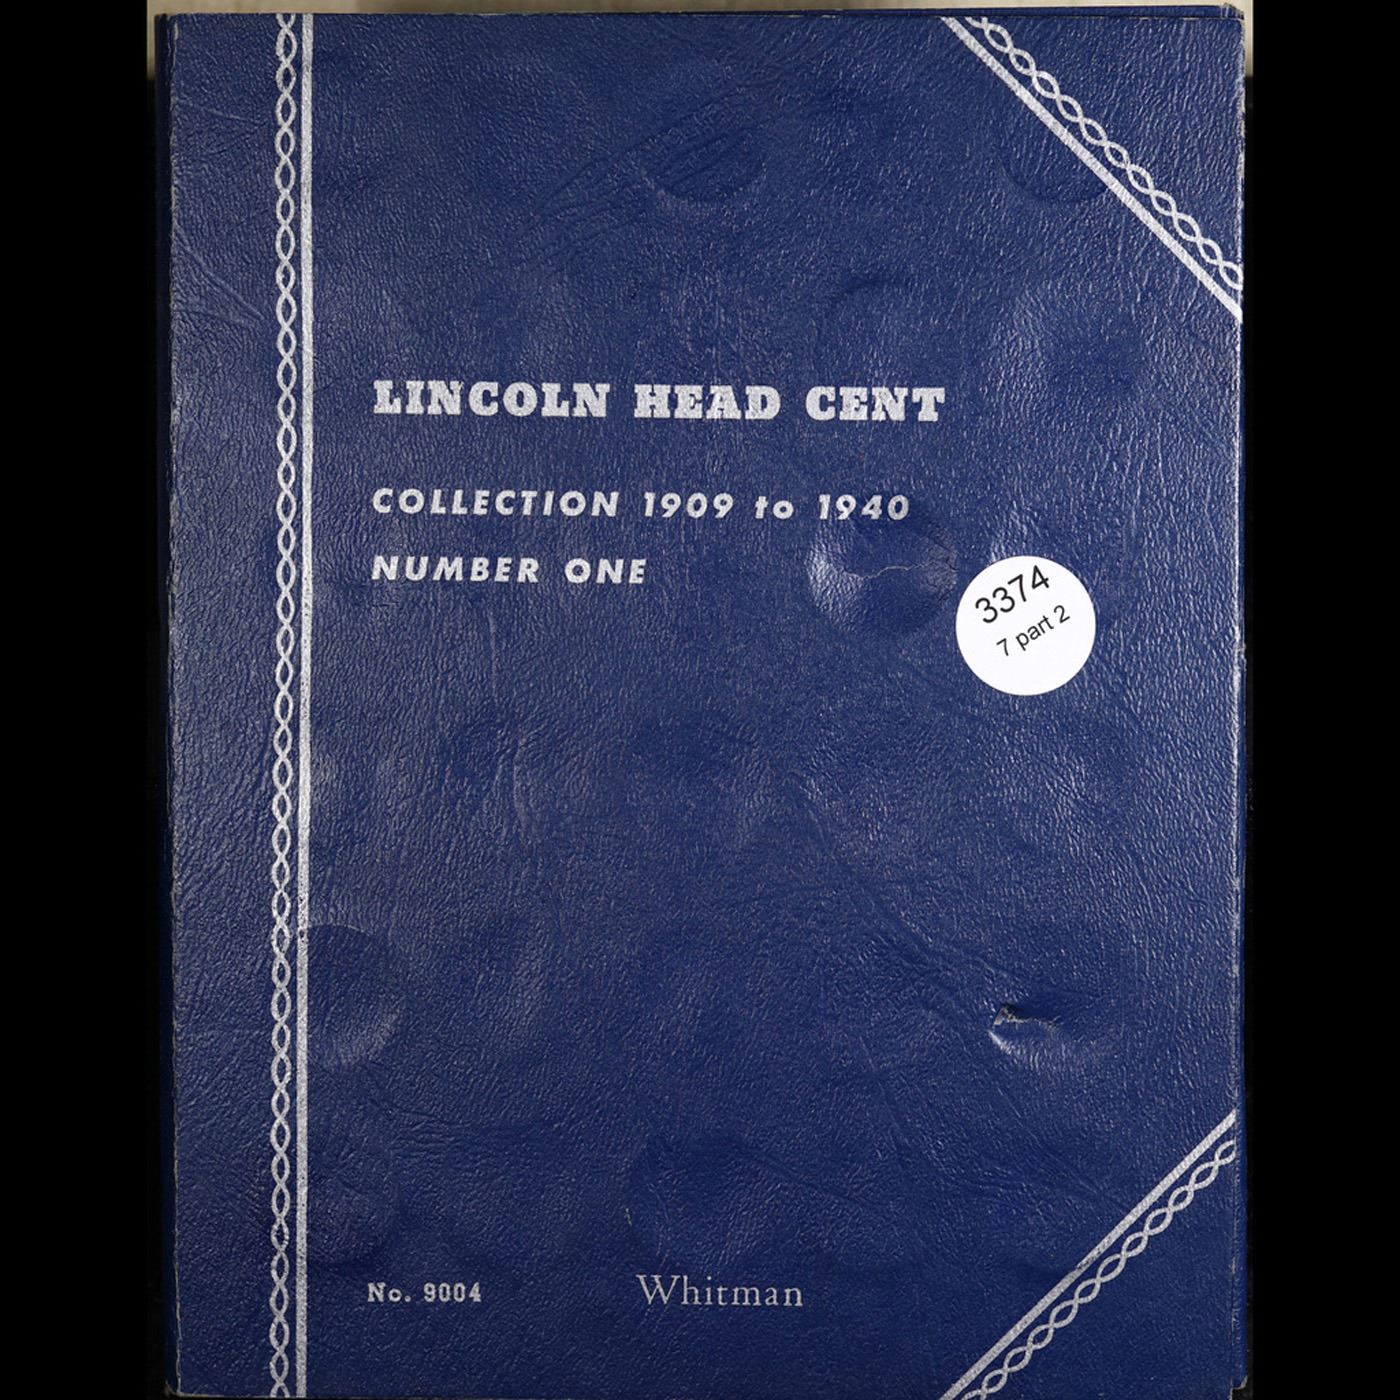 LINCOLN HEAD CENT
COLLECTION 1909 to 1940
NUMBER ONE
3374
7 part 2
No. 9004
Whitman